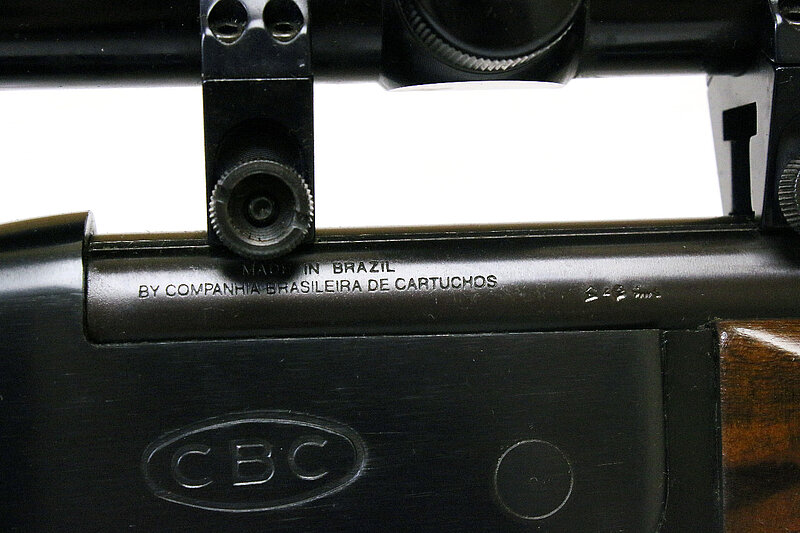 MADE IN BRAZIL
BY COMPANHIA BRASILEIRA DE CARTUCHOS
CBC